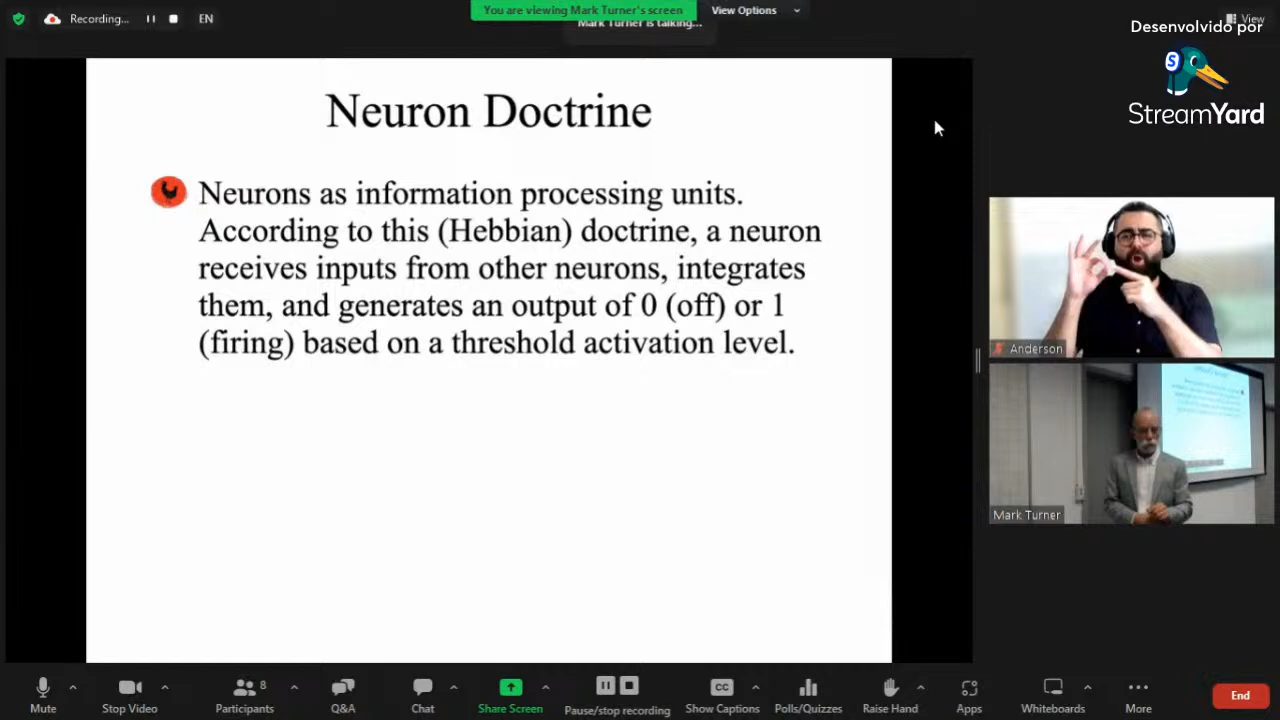 Recording...
EN
You are viewing Mark Turner's screen
View Options
Mark Turner is talking...
View
Desenvolvido por
S
StreamYard
Neuron Doctrine
Neurons as information processing units.
According to this (Hebbian) doctrine, a neuron
receives inputs from other neurons, integrates
them, and generates an output of 0 (off) or 1
(firing) based on a threshold activation level.
Anderson
Mark Turner
Mute
Stop Video
8
Participants
Q&A
Chat
Share Screen
Pause/stop recording
CC
Show Captions
Polls/Quizzes
Raise Hand
Apps
Whiteboards
More
End